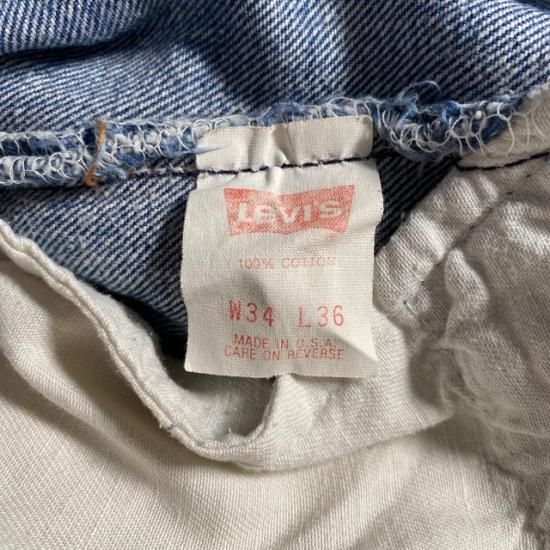 Levi's
100% COTTON
W34 L36
MADE IN U.S.A.
CARE ON REVERSE